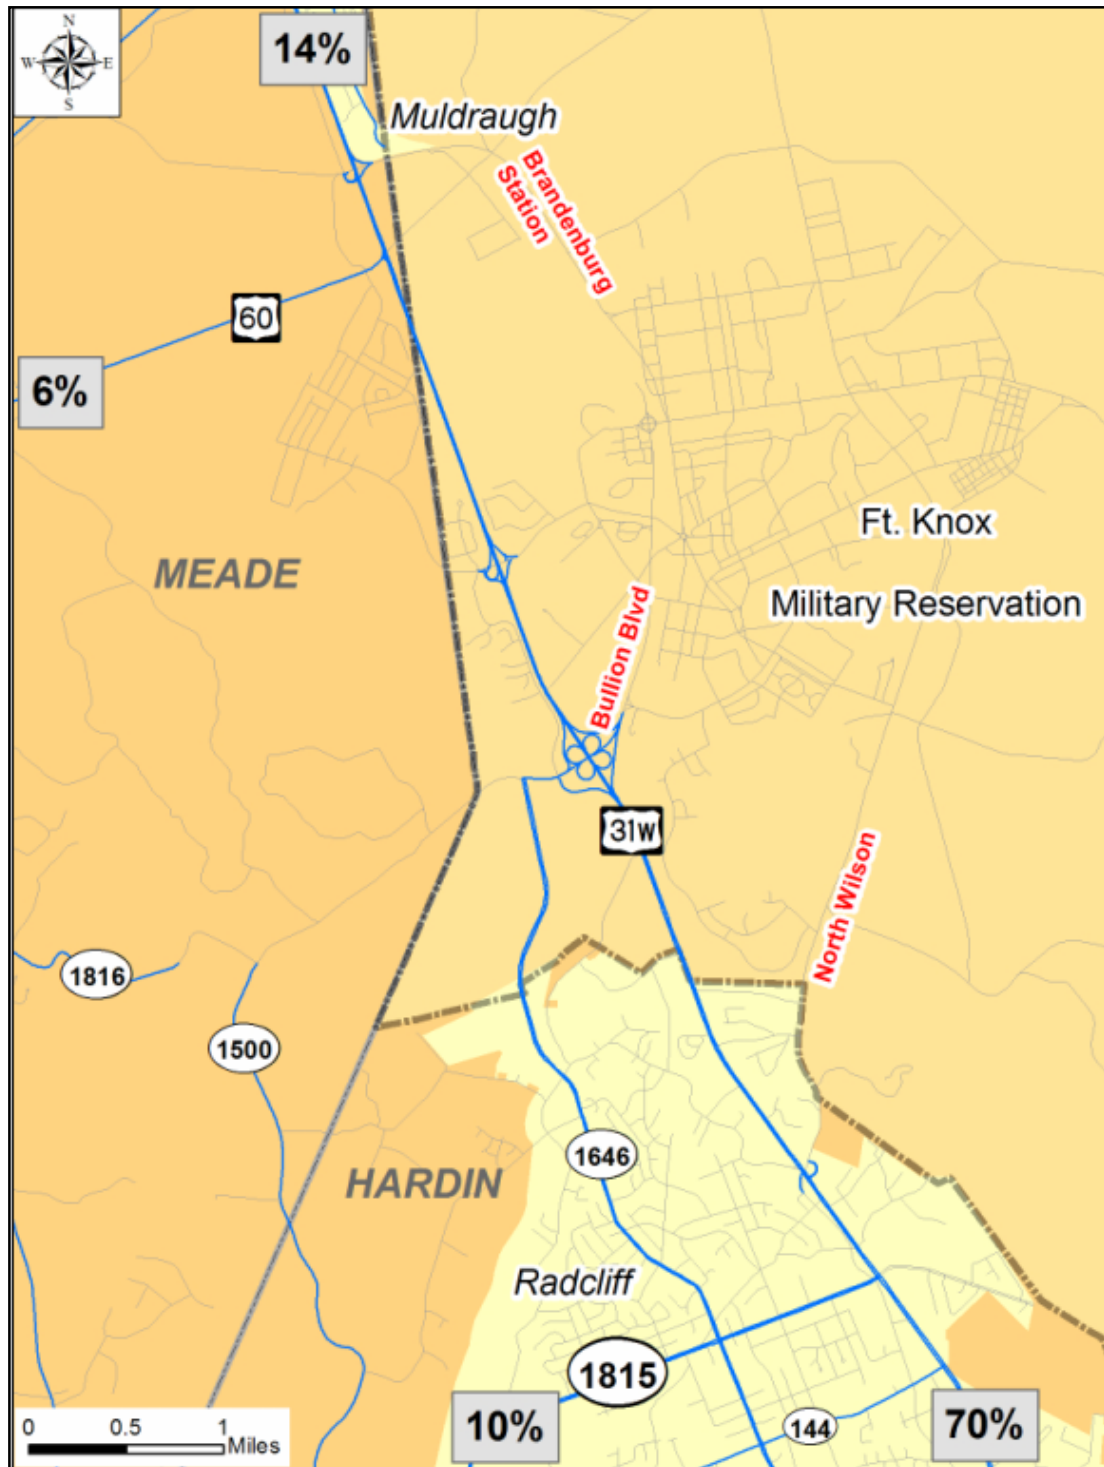 N
W E
S
14%
Muldraugh
Brandenburg
Station
60
6%
Ft. Knox
MEADE
Military Reservation
Bullion Blvd
31W
North Wilson
1816
1500
1646
HARDIN
Radcliff
1815
10%
70%
144
0 0.5 1
Miles